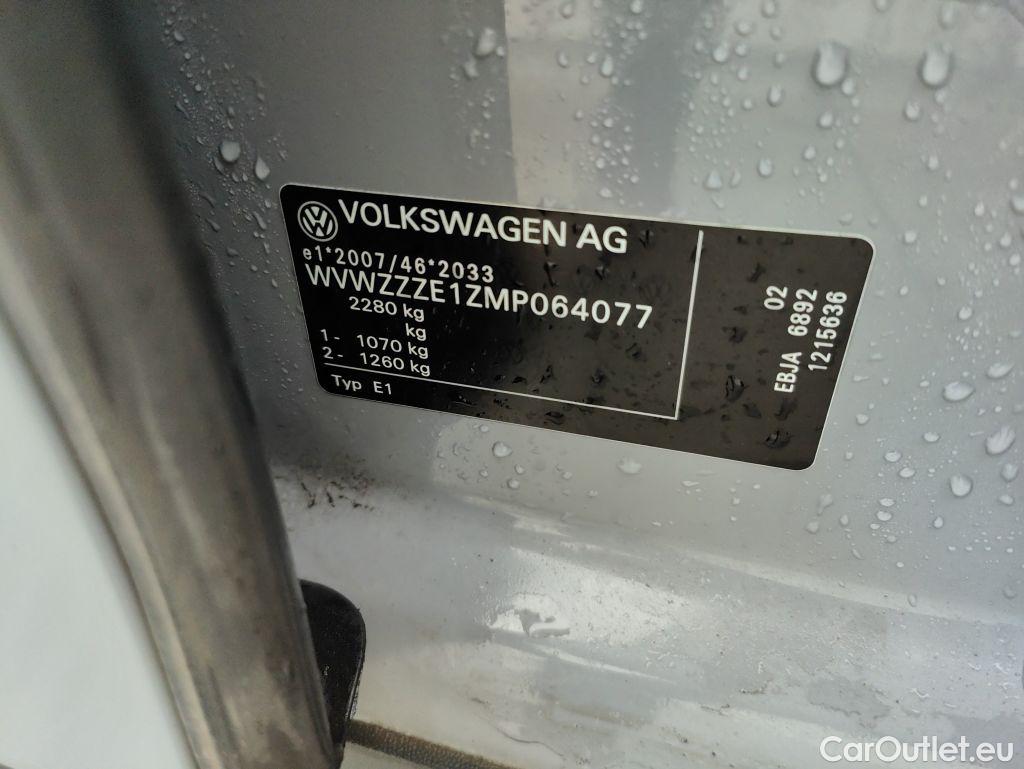 VOLKSWAGEN AG
e1*2007/46*2033
WVWZZZE1ZMP064077
2280 kg
kg
1- 1070 kg
2- 1260 kg
Typ E1
02
EBJA 6892
1215636
CarOutlet.eu